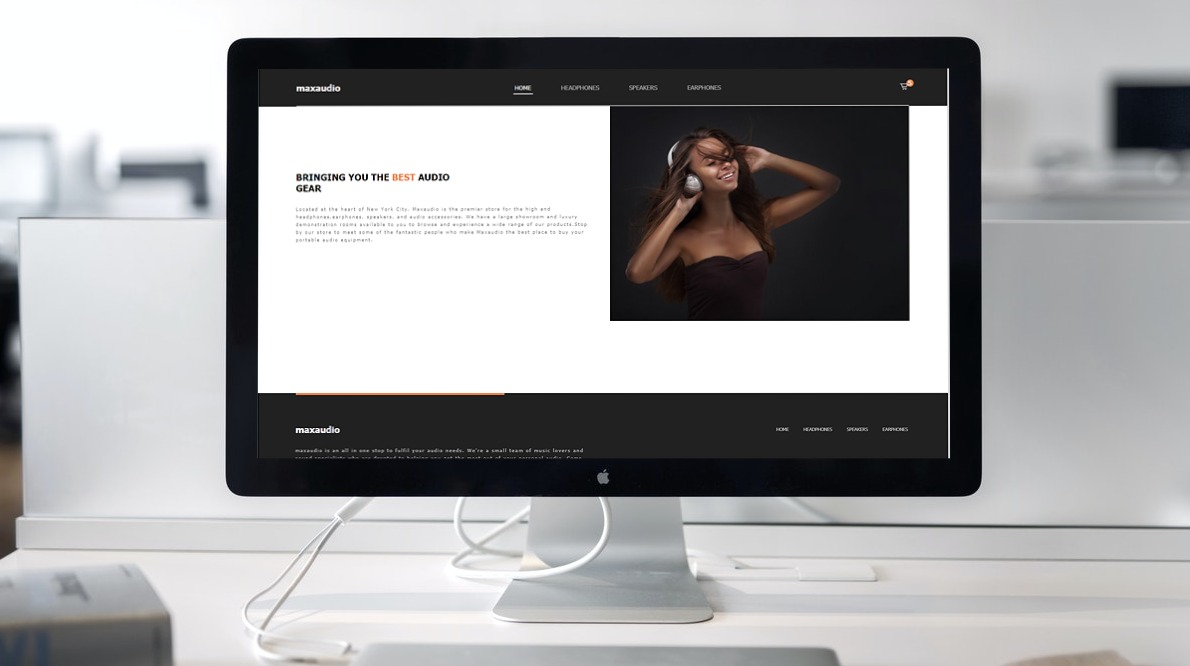 maxaudio
HOME HEADPHONES SPEAKERS EARPHONES
BRINGING YOU THE BEST AUDIO
GEAR
Located at the heart of New York City, Maxaudio is the premier store for the high end
headphones,earphones, speakers, and audio accessories. We have a large showroom and luxury
demonstration rooms available to you to browse and experience a wide range of our products.Stop
by our store to meet some of the fantastic people who make Maxaudio the best place to buy your
portable audio equipment.
maxaudio
HOME HEADPHONES SPEAKERS EARPHONES
maxaudio is an all in one stop to fulfil your audio needs. We're a small team of music lovers and